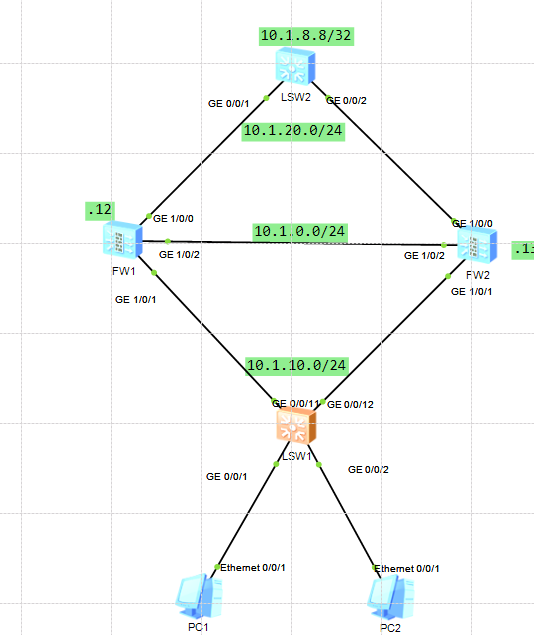 10.1.8.8/32
LSW2
GE 0/0/1
GE 0/0/2
10.1.20.0/24
.12
GE 1/0/0
GE 1/0/0
10.1.0.0/24
.13
GE 1/0/2
GE 1/0/2
FW1
FW2
GE 1/0/1
GE 1/0/1
10.1.10.0/24
GE 0/0/11
GE 0/0/12
LSW1
GE 0/0/1
GE 0/0/2
Ethernet 0/0/1
Ethernet 0/0/1
PC1
PC2